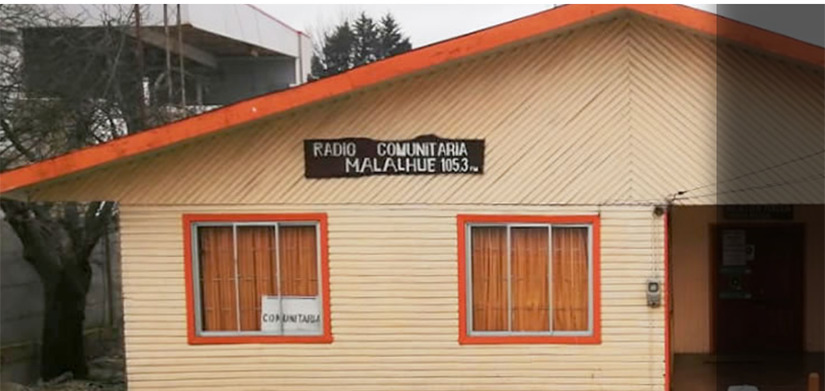 RADIO COMUNITARIA
MALALHUE 105.3 FM
COMUNITARIA